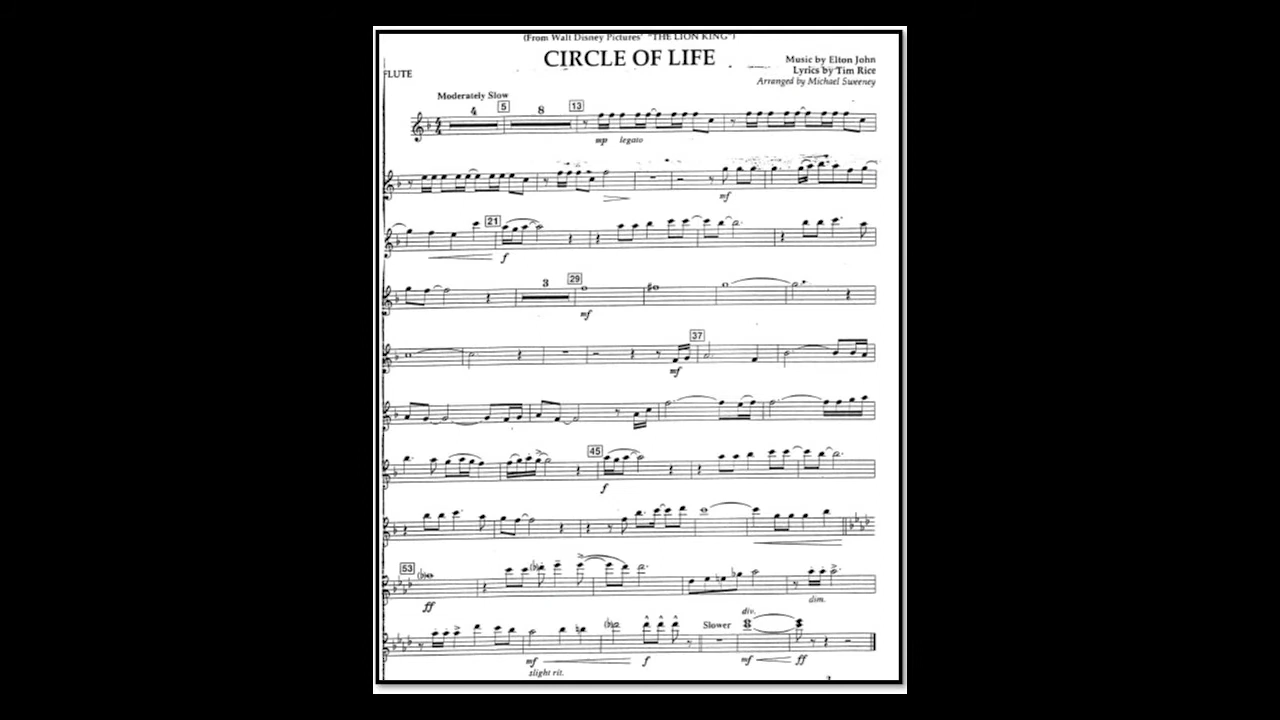 (From Walt Disney Pictures' "THE LION KING")
CIRCLE OF LIFE
Music by Elton John
Lyrics by Tim Rice
Arranged by Michael Sweeney
FLUTE
Moderately Slow
4 5 8 13
4 4
mp legato
mf
21
f
3 29
mf
37
mf
45
f
53
ff
dim.
div.
Slower
mf f mf ff
slight rit.